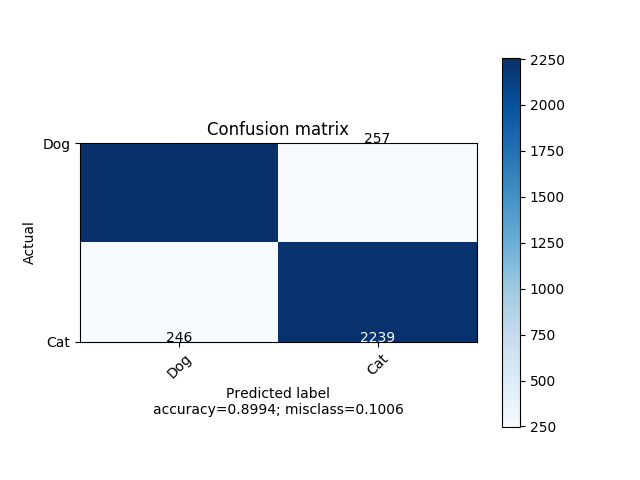 Confusion matrix
Dog
257
Actual
246
2239
Cat
Dog
Cat
Predicted label
accuracy=0.8994; misclass=0.1006
2250
2000
1750
1500
1250
1000
750
500
250